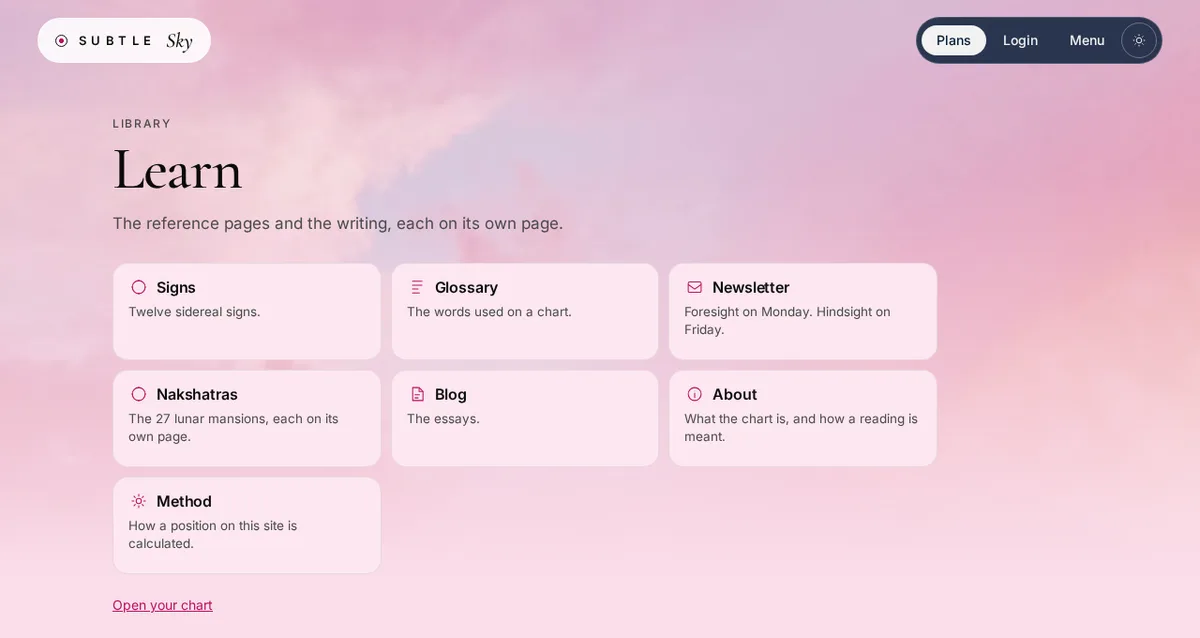 SUBTLE Sky
Plans
Login
Menu
LIBRARY
Learn
The reference pages and the writing, each on its own page.
Signs
Twelve sidereal signs.
Glossary
The words used on a chart.
Newsletter
Foresight on Monday. Hindsight on
Friday.
Nakshatras
The 27 lunar mansions, each on its
own page.
Blog
The essays.
About
What the chart is, and how a reading is
meant.
Method
How a position on this site is
calculated.
Open your chart